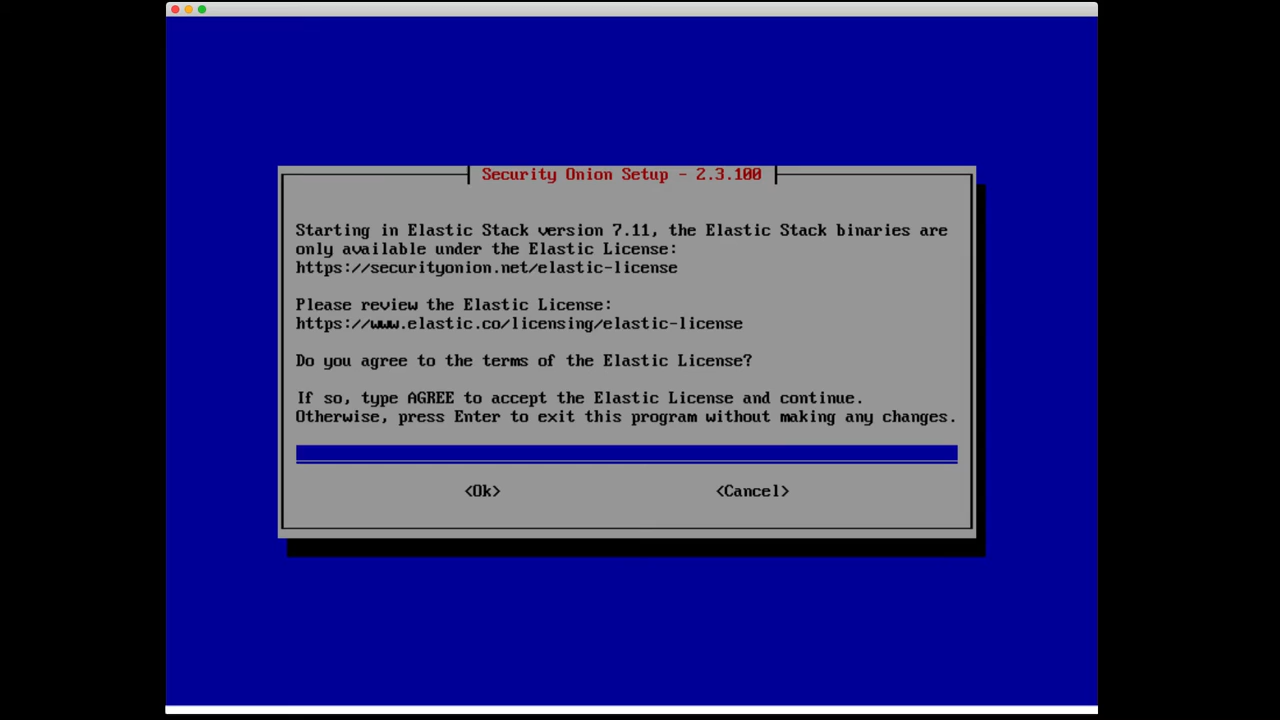 Security Onion Setup - 2.3.100
Starting in Elastic Stack version 7.11, the Elastic Stack binaries are
only available under the Elastic License:
https://securityonion.net/elastic-license
Please review the Elastic License:
https://www.elastic.co/licensing/elastic-license
Do you agree to the terms of the Elastic License?
If so, type AGREE to accept the Elastic License and continue.
Otherwise, press Enter to exit this program without making any changes.
<Ok> <Cancel>